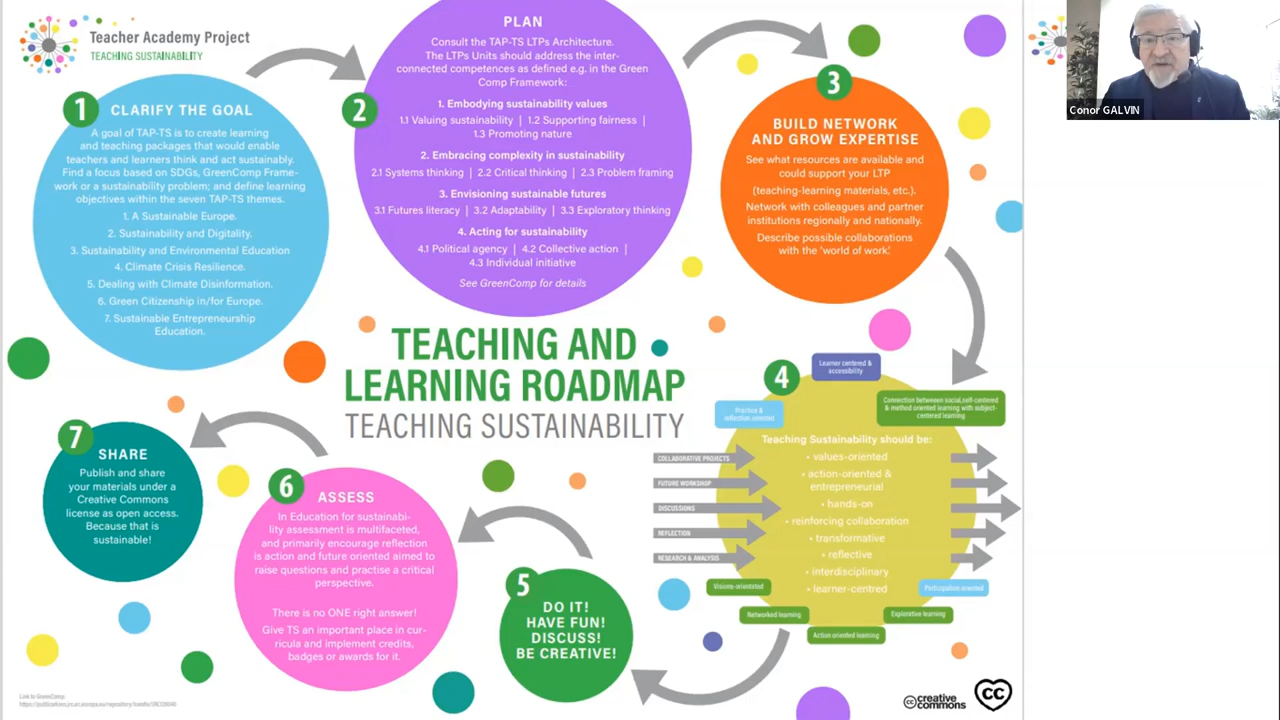 Teacher Academy Project
TEACHING SUSTAINABILITY
1
CLARIFY THE GOAL
A goal of TAP-TS is to create learning
and teaching packages that would enable
teachers and learners think and act sustainably.
Find a focus based on SDGs, GreenComp Frame-
work or a sustainability problem; and define learning
objectives within the seven TAP-TS themes.
1. A Sustainable Europe.
2. Sustainability and Digitality.
3. Sustainability and Environmental Education
4. Climate Crisis Resilience.
5. Dealing with Climate Disinformation.
6. Green Citizenship in/for Europe.
7. Sustainable Entrepreneurship
Education.
2
PLAN
Consult the TAP-TS LTPs Architecture.
The LTPs Units should address the inter-
connected competences as defined e.g. in the Green
Comp Framework:
1. Embodying sustainability values
1.1 Valuing sustainability | 1.2 Supporting fairness |
1.3 Promoting nature
2. Embracing complexity in sustainability
2.1 Systems thinking | 2.2 Critical thinking | 2.3 Problem framing
3. Envisioning sustainable futures
3.1 Futures literacy | 3.2 Adaptability | 3.3 Exploratory thinking
4. Acting for sustainability
4.1 Political agency | 4.2 Collective action |
4.3 Individual initiative
See GreenComp for details
3
BUILD NETWORK
AND GROW EXPERTISE
See what resources are available and
could support your LTP
(teaching-learning materials, etc.).
Network with colleagues and partner
institutions regionally and nationally.
Describe possible collaborations
with the 'world of work'.
Conor GALVIN
TEACHING AND
LEARNING ROADMAP
TEACHING SUSTAINABILITY
4
Learner centered &
accessibility
Practice &
reflection oriented
Connection betweeen social,self-centered
& method oriented learning with subject-
centered learning
Teaching Sustainability should be:
• values-oriented
• action-oriented &
entrepreneurial
• hands-on
• reinforcing collaboration
• transformative
• reflective
• interdisciplinary
• learner-centred
COLLABORATIVE PROJECTS
FUTURE WORKSHOP
DISCUSSIONS
REFLECTION
RESEARCH & ANALYSIS
Visions-orientated
Participation oriented
Networked learning
Explorative learning
Action oriented learning
5
DO IT!
HAVE FUN!
DISCUSS!
BE CREATIVE!
6
ASSESS
In Education for sustainabi-
lity assessment is multifaceted,
and primarily encourage reflection
is action and future oriented aimed to
raise questions and practise a critical
perspective.
There is no ONE right answer!
Give TS an important place in cur-
ricula and implement credits,
badges or awards for it.
7
SHARE
Publish and share
your materials under a
Creative Commons
license as open access.
Because that is
sustainable!
Link to GreenComp:
cc creative
commons
cc